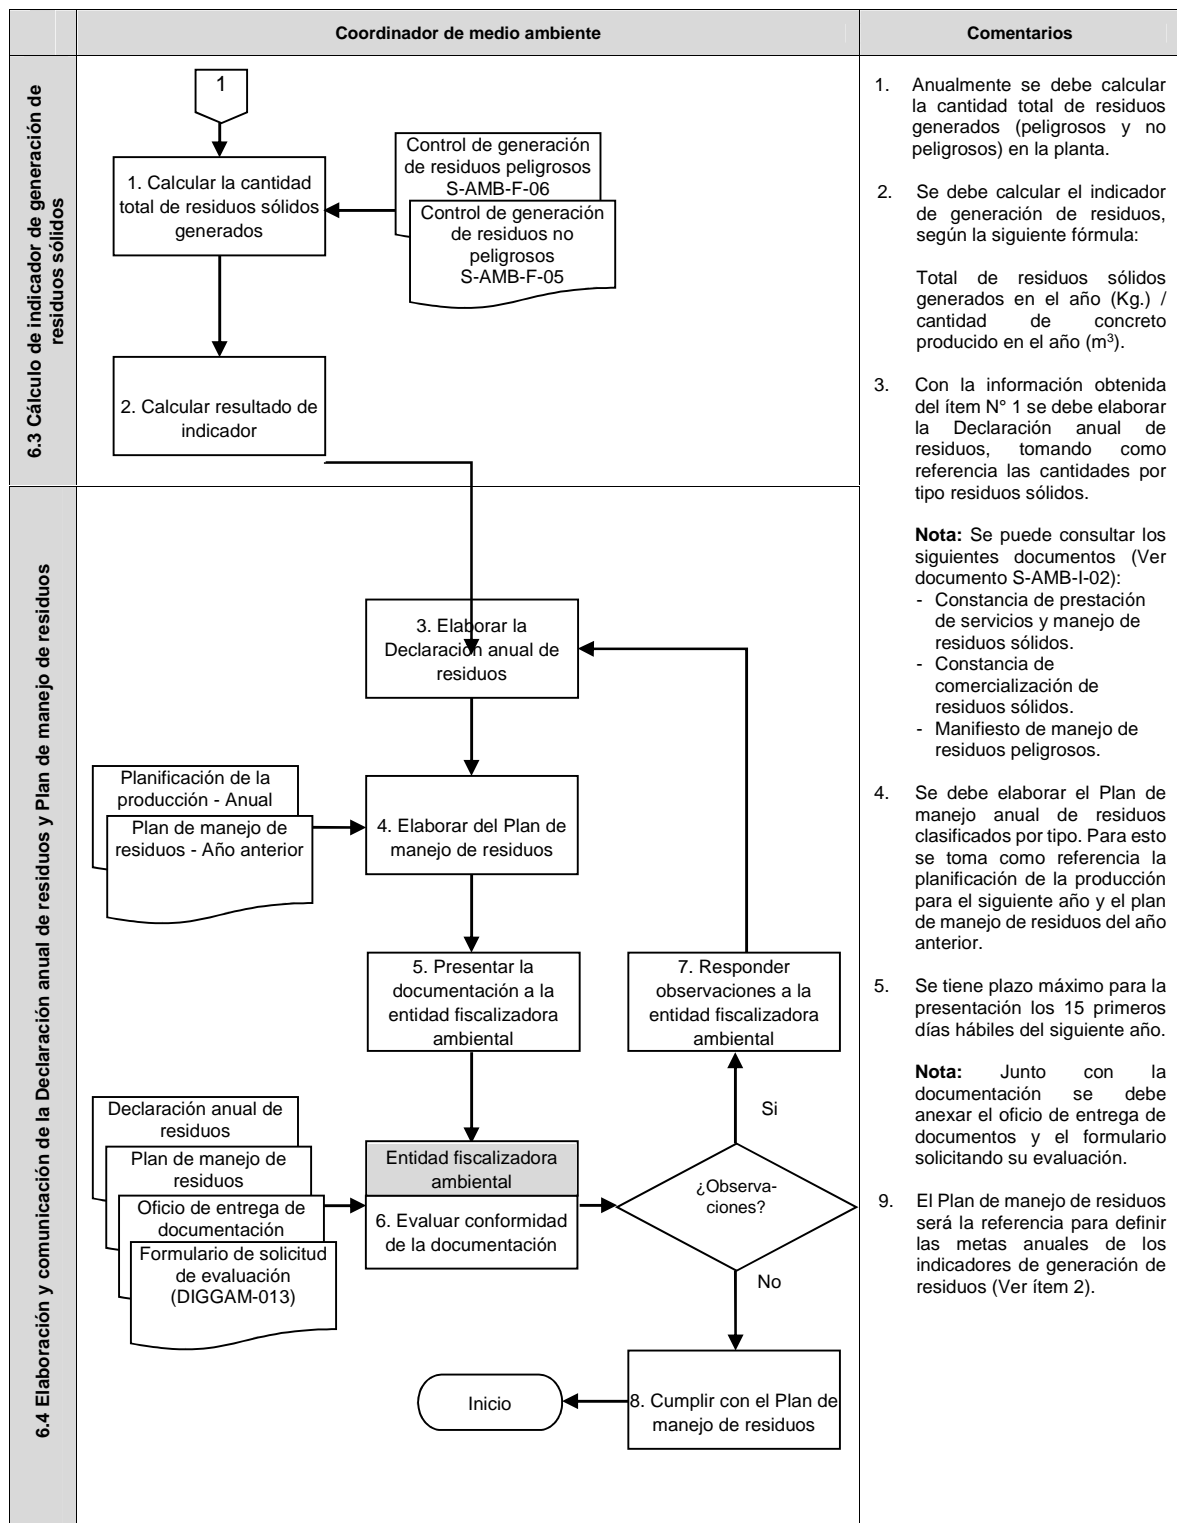 Coordinador de medio ambiente
Comentarios
6.3 Cálculo de indicador de generación de
residuos sólidos
1
1. Calcular la cantidad
total de residuos sólidos
generados
Control de generación
de residuos peligrosos
S-AMB-F-06
Control de generación
de residuos no
peligrosos
S-AMB-F-05
2. Calcular resultado de
indicador
6.4 Elaboración y comunicación de la Declaración anual de residuos y Plan de manejo de residuos
3. Elaborar la
Declaración anual de
residuos
Planificación de la
producción - Anual
Plan de manejo de
residuos - Año anterior
4. Elaborar del Plan de
manejo de residuos
5. Presentar la
documentación a la
entidad fiscalizadora
ambiental
7. Responder
observaciones a la
entidad fiscalizadora
ambiental
Si
Declaración anual de
residuos
Plan de manejo de
residuos
Oficio de entrega de
documentación
Formulario de solicitud
de evaluación
(DIGGAM-013)
Entidad fiscalizadora
ambiental
6. Evaluar conformidad
de la documentación
¿Observa-
ciones?
No
8. Cumplir con el Plan de
manejo de residuos
Inicio
1. Anualmente se debe calcular
la cantidad total de residuos
generados (peligrosos y no
peligrosos) en la planta.
2. Se debe calcular el indicador
de generación de residuos,
según la siguiente fórmula:
Total de residuos sólidos
generados en el año (Kg.) /
cantidad de concreto
producido en el año (m³).
3. Con la información obtenida
del ítem N° 1 se debe elaborar
la Declaración anual de
residuos, tomando como
referencia las cantidades por
tipo residuos sólidos.
Nota: Se puede consultar los
siguientes documentos (Ver
documento S-AMB-I-02):
- Constancia de prestación
de servicios y manejo de
residuos sólidos.
- Constancia de
comercialización de
residuos sólidos.
- Manifiesto de manejo de
residuos peligrosos.
4. Se debe elaborar el Plan de
manejo anual de residuos
clasificados por tipo. Para esto
se toma como referencia la
planificación de la producción
para el siguiente año y el plan
de manejo de residuos del año
anterior.
5. Se tiene plazo máximo para la
presentación los 15 primeros
días hábiles del siguiente año.
Nota: Junto con la
documentación se debe
anexar el oficio de entrega de
documentos y el formulario
solicitando su evaluación.
9. El Plan de manejo de residuos
será la referencia para definir
las metas anuales de los
indicadores de generación de
residuos (Ver ítem 2).